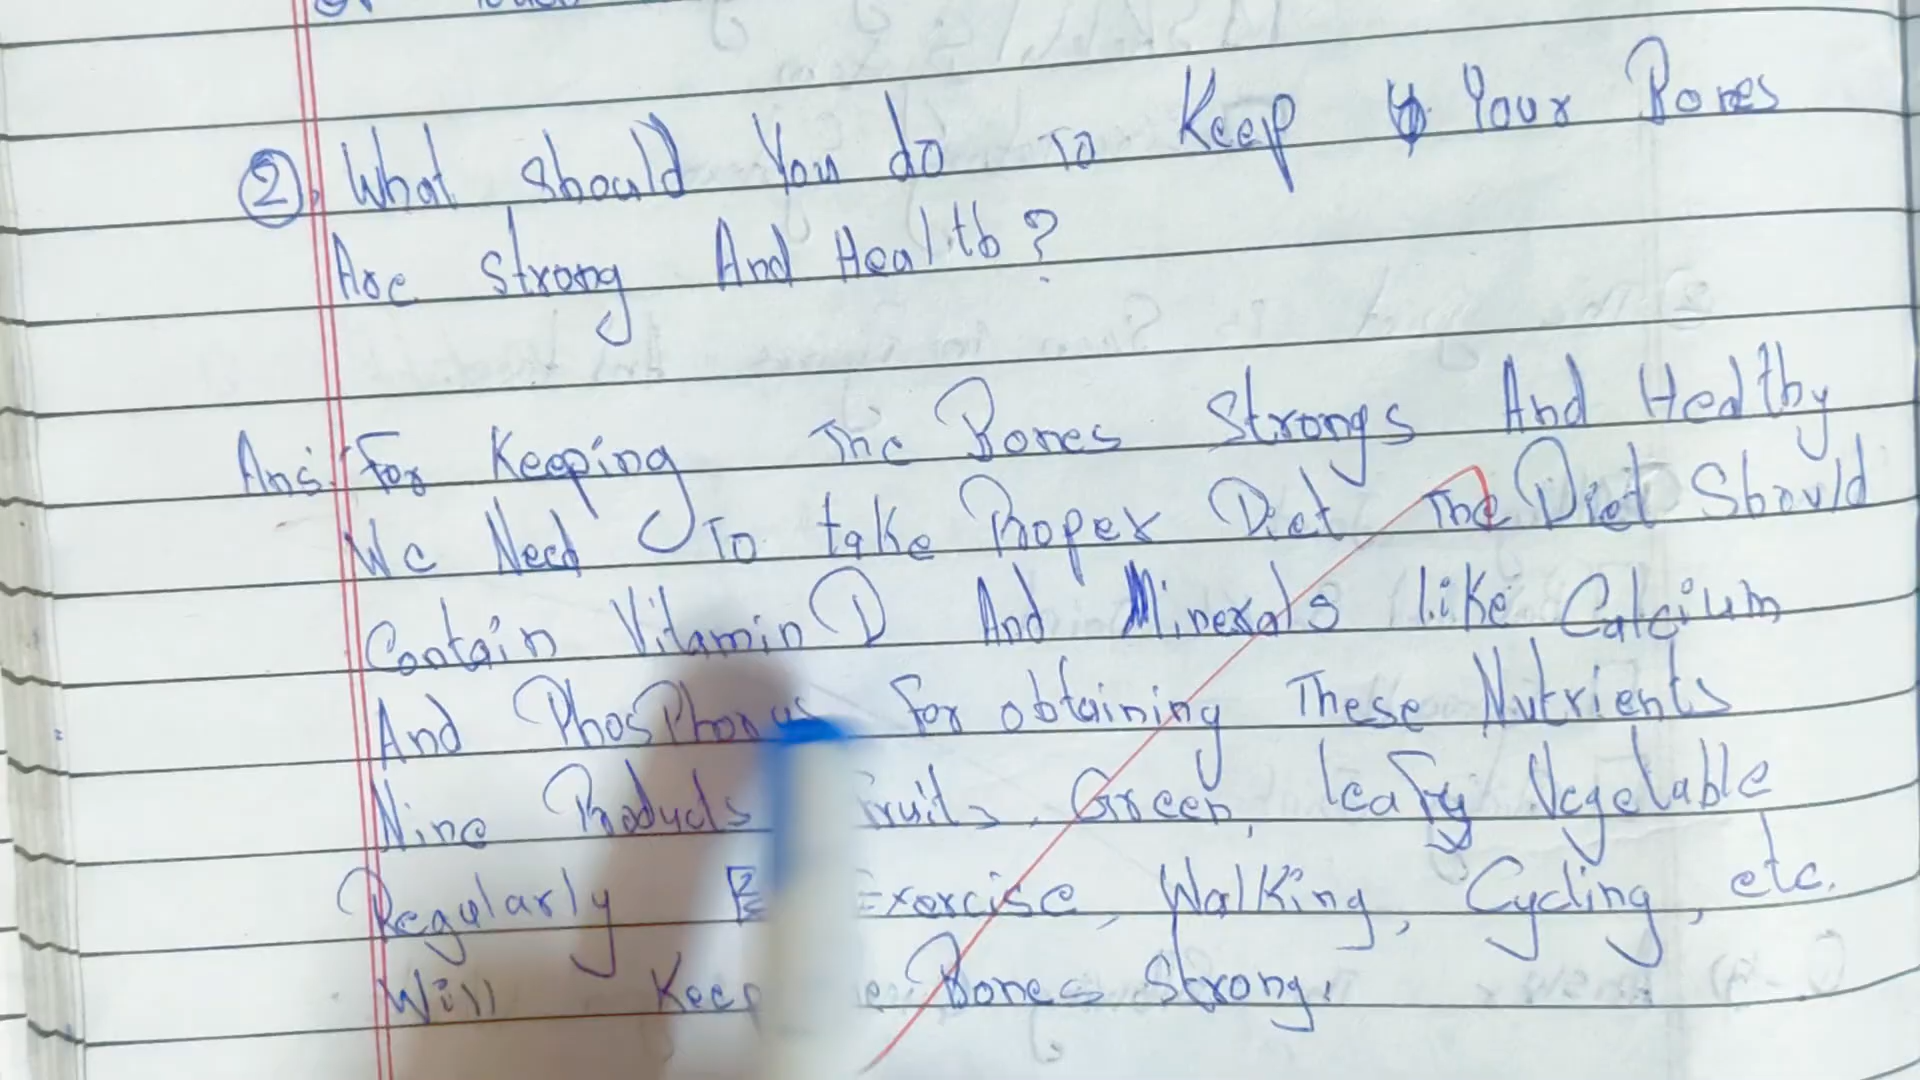 ②. What should You do To Keep Your Bones
Are Strong And Health?
Ans: For Keeping The Bones Strongs And Healthy
We Need To take Proper Diet The Diet Should
Contain Vitamin D And Minerals like Calcium
And PhosPhorus For obtaining These Nutrients
Nine Products Fruits, Green, leafy Vegetable
Regularly Exercise, Walking, Cycling, etc.
Will Keep Bones Strong.